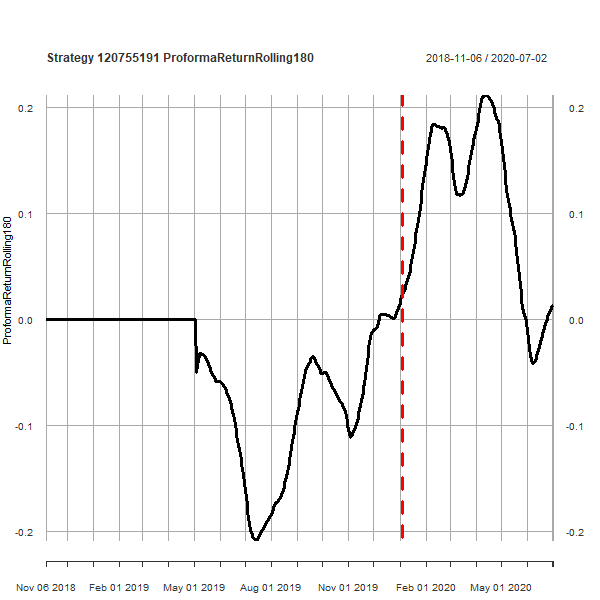 Strategy 120755191 ProformaReturnRolling180
2018-11-06 / 2020-07-02
ProformaReturnRolling180
0.2 0.2
0.1 0.1
0.0 0.0
-0.1 -0.1
-0.2 -0.2
Nov 06 2018 Feb 01 2019 May 01 2019 Aug 01 2019 Nov 01 2019 Feb 01 2020 May 01 2020